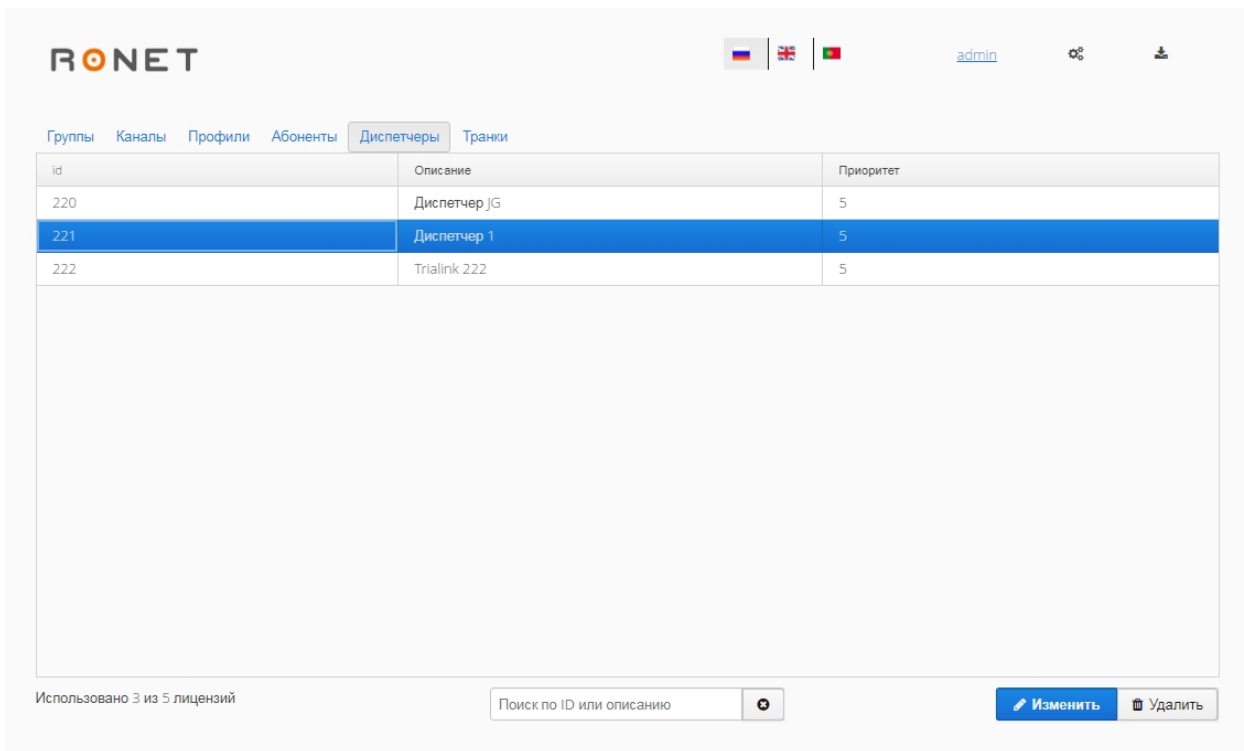 RONET
admin
Группы Каналы Профили Абоненты Диспетчеры Транки
id Описание Приоритет
220 Диспетчер JG 5
221 Диспетчер 1 5
222 Trialink 222 5
Использовано 3 из 5 лицензий Поиск по ID или описанию Изменить Удалить